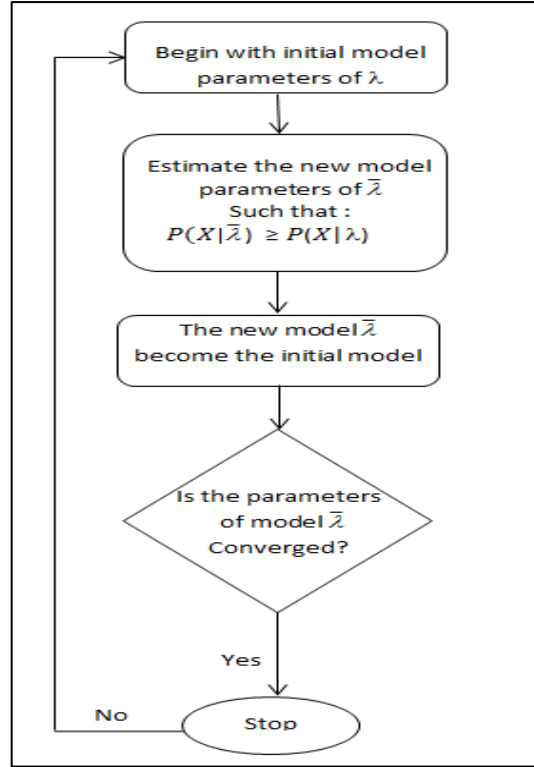 Begin with initial model
parameters of λ
Estimate the new model
parameters of λ̅
Such that :
P(X|λ̅) ≥ P(X|λ)
The new model λ̅
become the initial model
Is the parameters
of model λ̅
Converged?
Yes
No
Stop